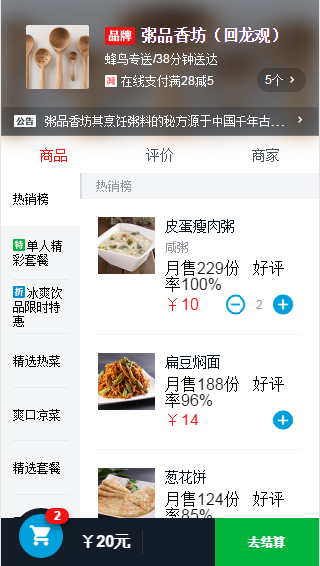 品牌 粥品香坊（回龙观）
蜂鸟专送/38分钟送达
减 在线支付满28减5 5个 >
公告 粥品香坊其烹饪粥料的秘方源于中国千年古... >
商品 评价 商家
热销榜
特单人精
彩套餐
折冰爽饮
品限时特
惠
精选热菜
爽口凉菜
精选套餐
热销榜
皮蛋瘦肉粥
咸粥
月售229份 好评
率100%
￥10 2
扁豆焖面
月售188份 好评
率96%
￥14
葱花饼
月售124份 好评
率85%
2
￥20元
去结算